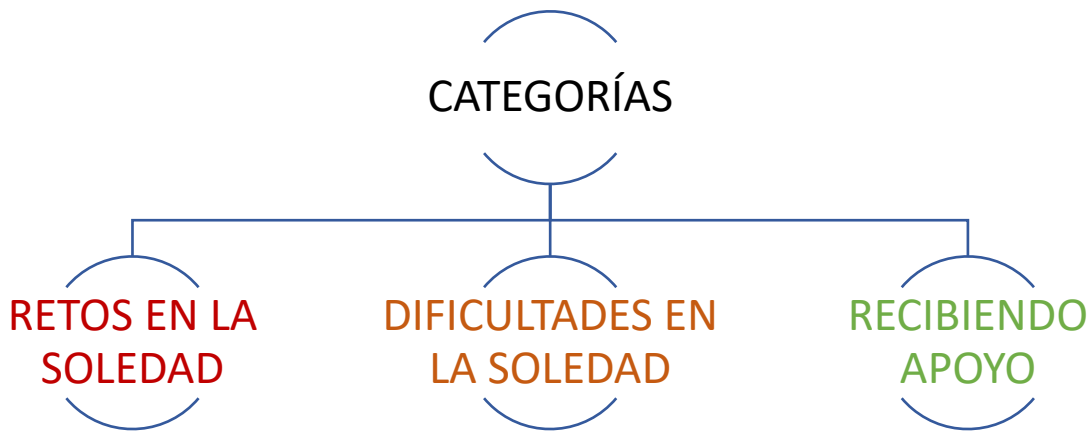 CATEGORÍAS
RETOS EN LA
SOLEDAD
DIFICULTADES EN
LA SOLEDAD
RECIBIENDO
APOYO